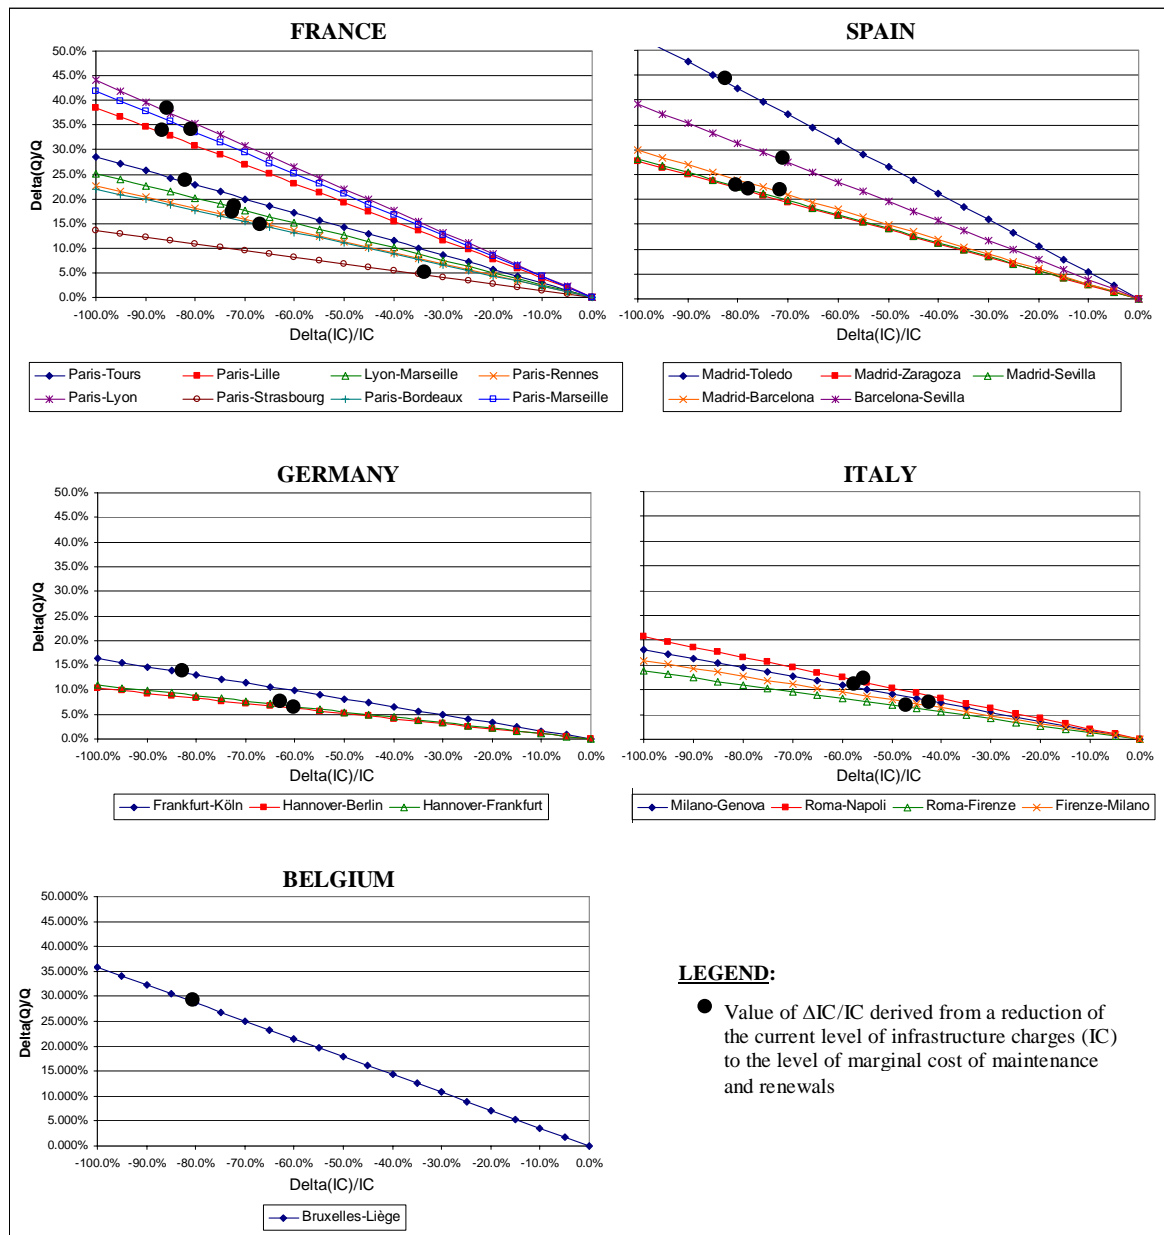 FRANCE
50.0%
45.0%
40.0%
35.0%
30.0%
25.0%
20.0%
15.0%
10.0%
5.0%
0.0%
Delta(Q)/Q
-100.0% -90.0% -80.0% -70.0% -60.0% -50.0% -40.0% -30.0% -20.0% -10.0% 0.0%
Delta(IC)/IC
Paris-Tours Paris-Lille Lyon-Marseille Paris-Rennes
Paris-Lyon Paris-Strasbourg Paris-Bordeaux Paris-Marseille
SPAIN
-100.0% -90.0% -80.0% -70.0% -60.0% -50.0% -40.0% -30.0% -20.0% -10.0% 0.0%
Delta(IC)/IC
Madrid-Toledo Madrid-Zaragoza Madrid-Sevilla
Madrid-Barcelona Barcelona-Sevilla
GERMANY
50.0%
45.0%
40.0%
35.0%
30.0%
25.0%
20.0%
15.0%
10.0%
5.0%
0.0%
Delta(Q)/Q
-100.0% -90.0% -80.0% -70.0% -60.0% -50.0% -40.0% -30.0% -20.0% -10.0% 0.0%
Delta(IC)/IC
Frankfurt-Köln Hannover-Berlin Hannover-Frankfurt
ITALY
-100.0% -90.0% -80.0% -70.0% -60.0% -50.0% -40.0% -30.0% -20.0% -10.0% 0.0%
Delta(IC)/IC
Milano-Genova Roma-Napoli Roma-Firenze Firenze-Milano
BELGIUM
50.000%
45.000%
40.000%
35.000%
30.000%
25.000%
20.000%
15.000%
10.000%
5.000%
0.000%
Delta(Q)/Q
-100.0% -90.0% -80.0% -70.0% -60.0% -50.0% -40.0% -30.0% -20.0% -10.0% 0.0%
Delta(IC)/IC
Bruxelles-Liège
LEGEND:
Value of ΔIC/IC derived from a reduction of
the current level of infrastructure charges (IC)
to the level of marginal cost of maintenance
and renewals